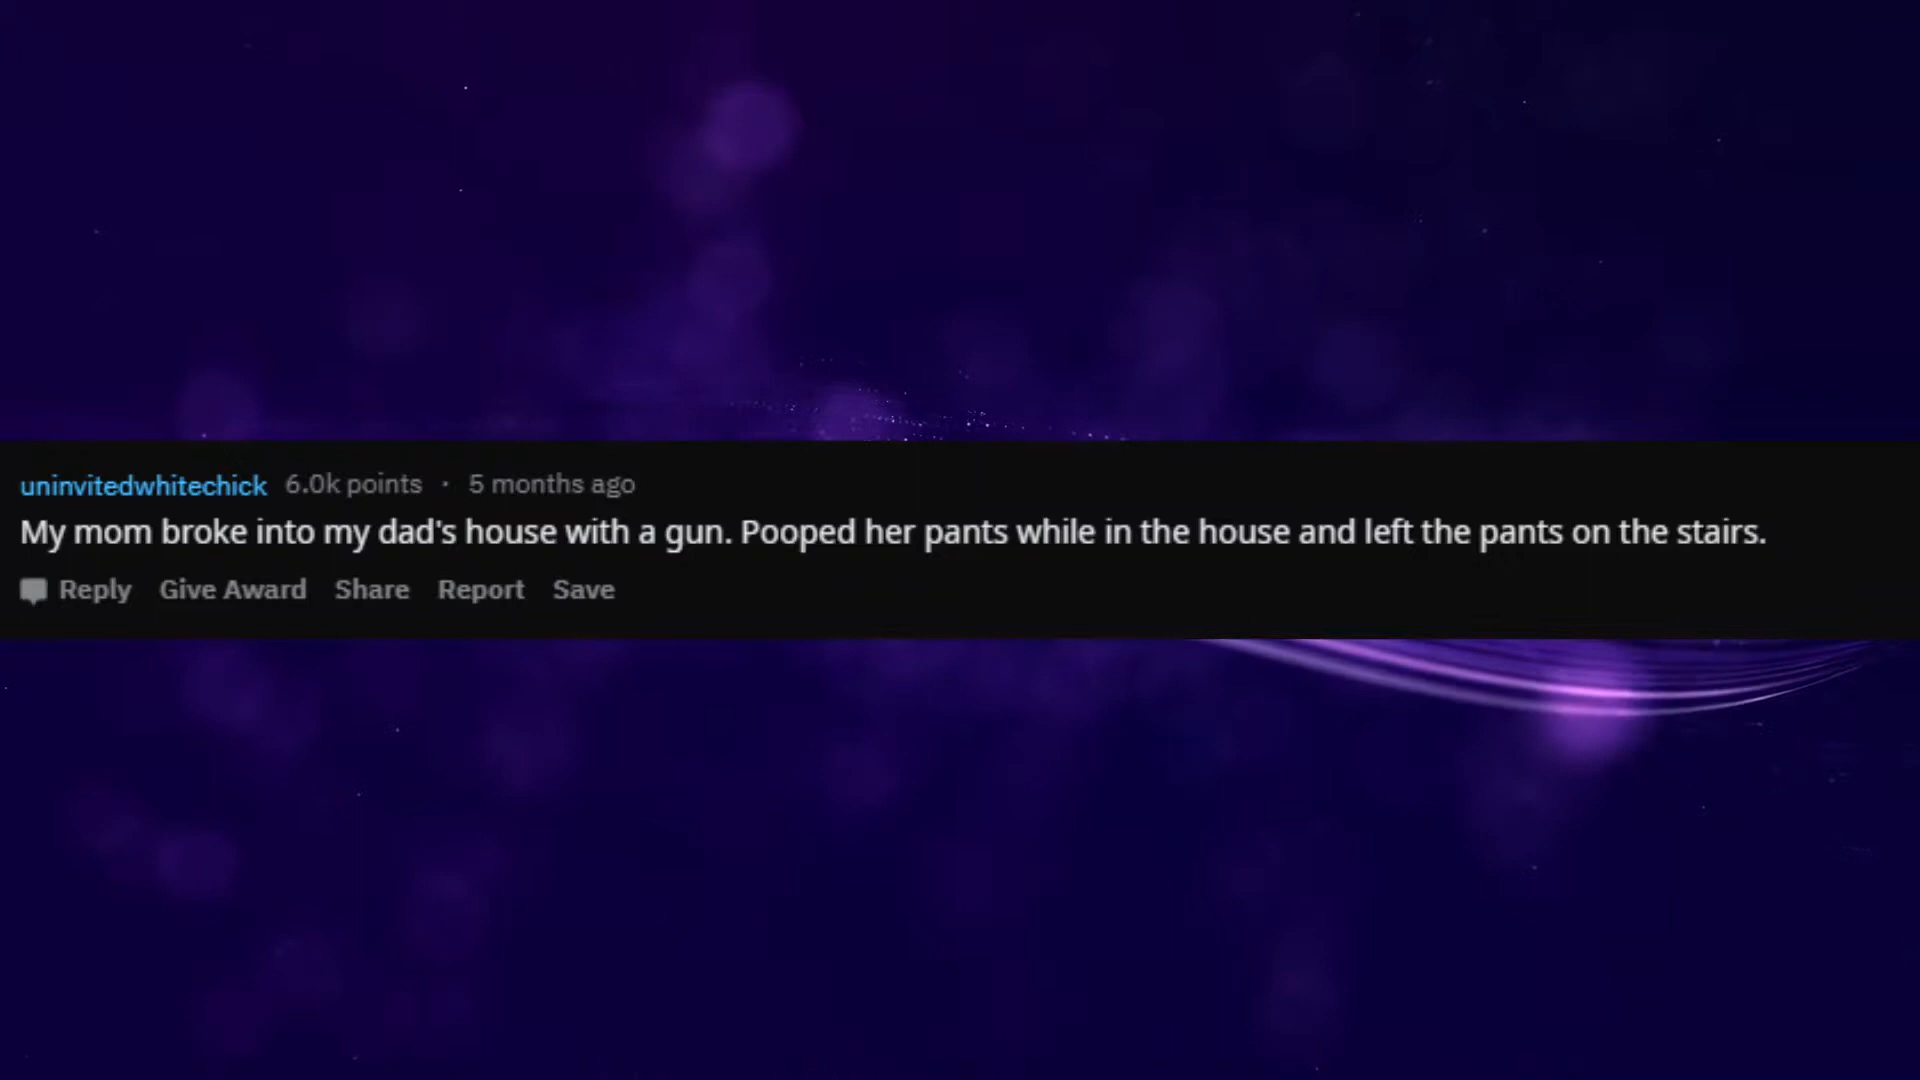 uninvitedwhitechick 6.0k points · 5 months ago
My mom broke into my dad's house with a gun. Pooped her pants while in the house and left the pants on the stairs.
Reply Give Award Share Report Save